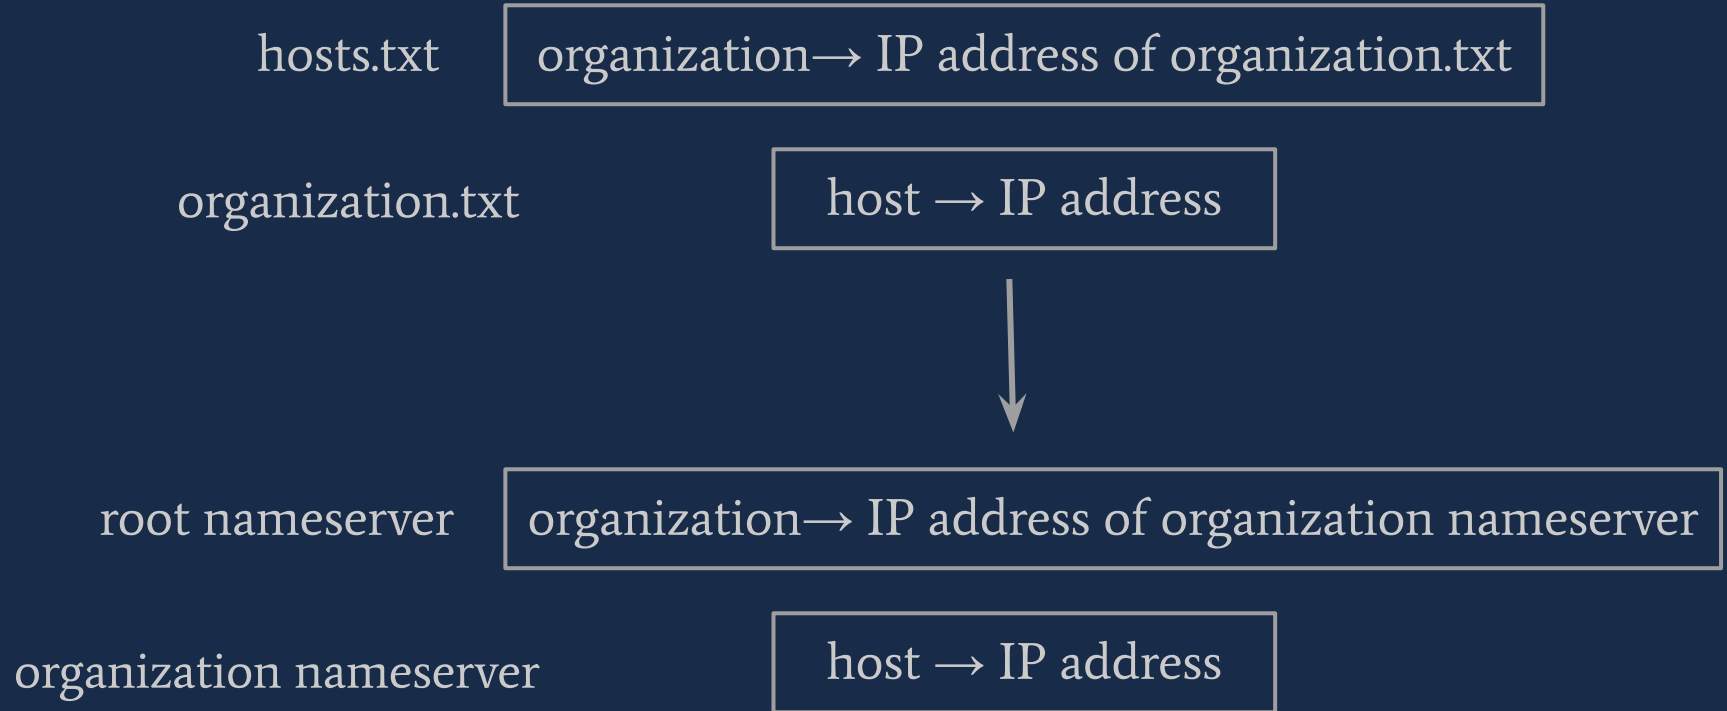 hosts.txt organization→ IP address of organization.txt
organization.txt host → IP address
root nameserver organization→ IP address of organization nameserver
organization nameserver host → IP address